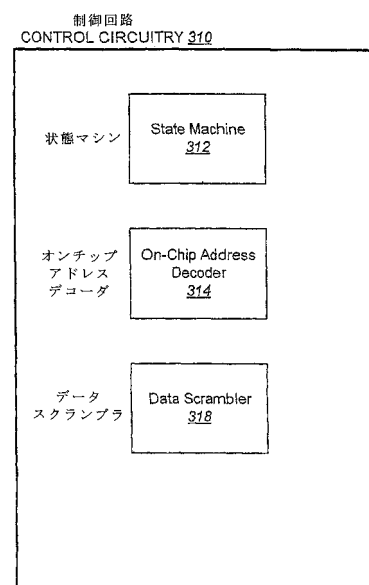 制御回路
CONTROL CIRCUITRY 310
状態マシン
State Machine
312
オンチップ
アドレス
デコーダ
On-Chip Address
Decoder
314
データ
スクランブラ
Data Scrambler
318